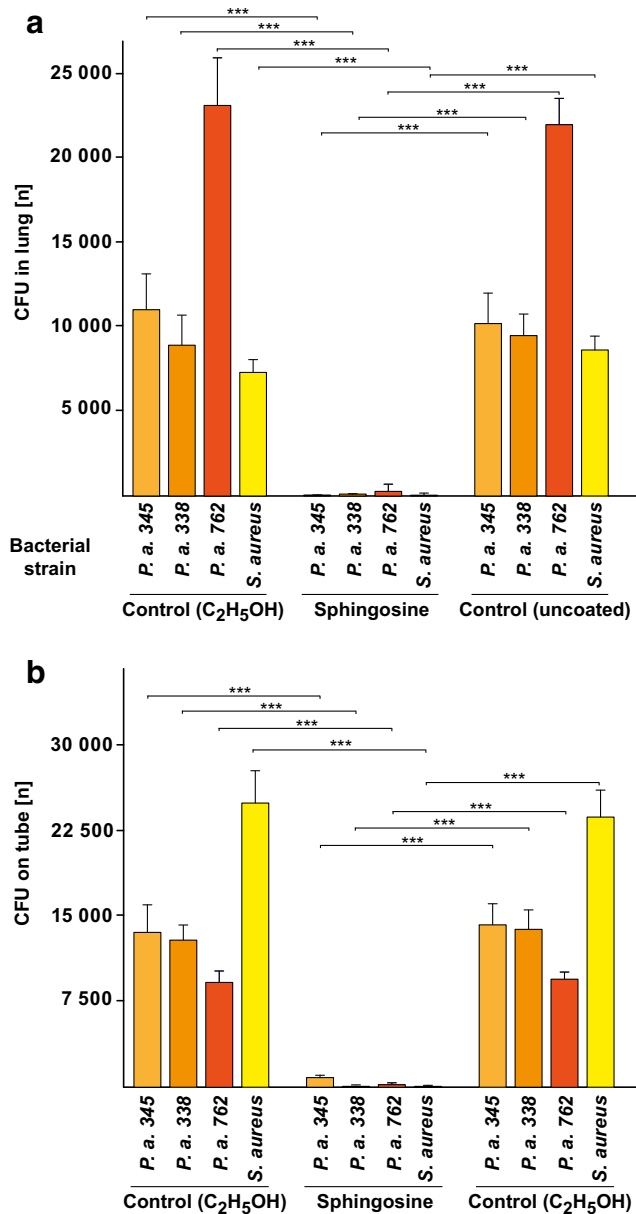 a
***
***
***
***
***
***
***
***
CFU in lung [n]
25 000
20 000
15 000
10 000
5 000
Bacterial
strain
P. a. 345
P. a. 338
P. a. 762
S. aureus
P. a. 345
P. a. 338
P. a. 762
S. aureus
P. a. 345
P. a. 338
P. a. 762
S. aureus
Control (C₂H₅OH)
Sphingosine
Control (uncoated)
b
***
***
***
***
***
***
***
***
CFU on tube [n]
30 000
22 500
15 000
7 500
P. a. 345
P. a. 338
P. a. 762
S. aureus
P. a. 345
P. a. 338
P. a. 762
S. aureus
P. a. 345
P. a. 338
P. a. 762
S. aureus
Control (C₂H₅OH)
Sphingosine
Control (C₂H₅OH)